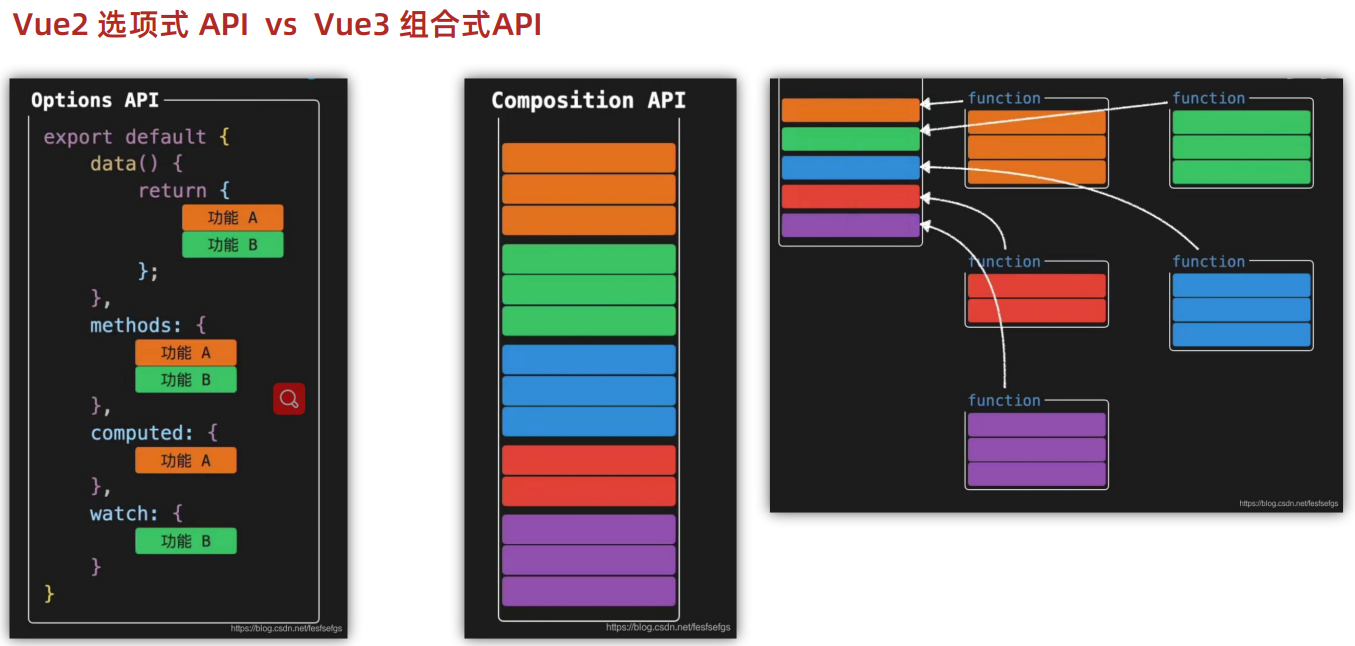 Vue2 选项式 API vs Vue3 组合式API
Options API
export default {
data() {
return {
功能 A
功能 B
};
},
methods: {
功能 A
功能 B
},
computed: {
功能 A
},
watch: {
功能 B
}
}
https://blog.csdn.net/fesfsefgs
Composition API
https://blog.csdn.net/fesfsefgs
function
function
function
function
function
https://blog.csdn.net/fesfsefgs